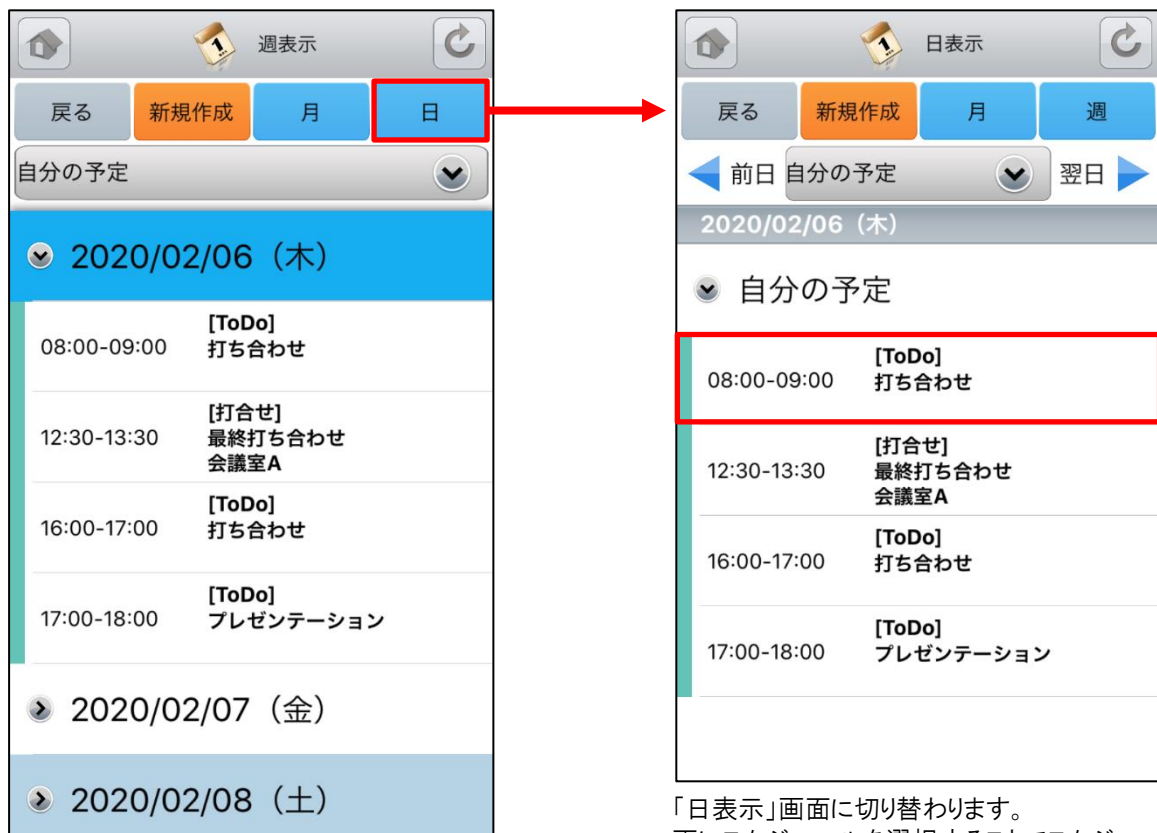 週表示
戻る 新規作成 月 日
自分の予定
2020/02/06（木）
[ToDo]
08:00-09:00 打ち合わせ
[打合せ]
12:30-13:30 最終打ち合わせ
会議室A
[ToDo]
16:00-17:00 打ち合わせ
[ToDo]
17:00-18:00 プレゼンテーション
2020/02/07（金）
2020/02/08（土）
日表示
戻る 新規作成 月 週
前日 自分の予定 翌日
2020/02/06（木）
自分の予定
[ToDo]
08:00-09:00 打ち合わせ
[打合せ]
12:30-13:30 最終打ち合わせ
会議室A
[ToDo]
16:00-17:00 打ち合わせ
[ToDo]
17:00-18:00 プレゼンテーション
「日表示」画面に切り替わります。